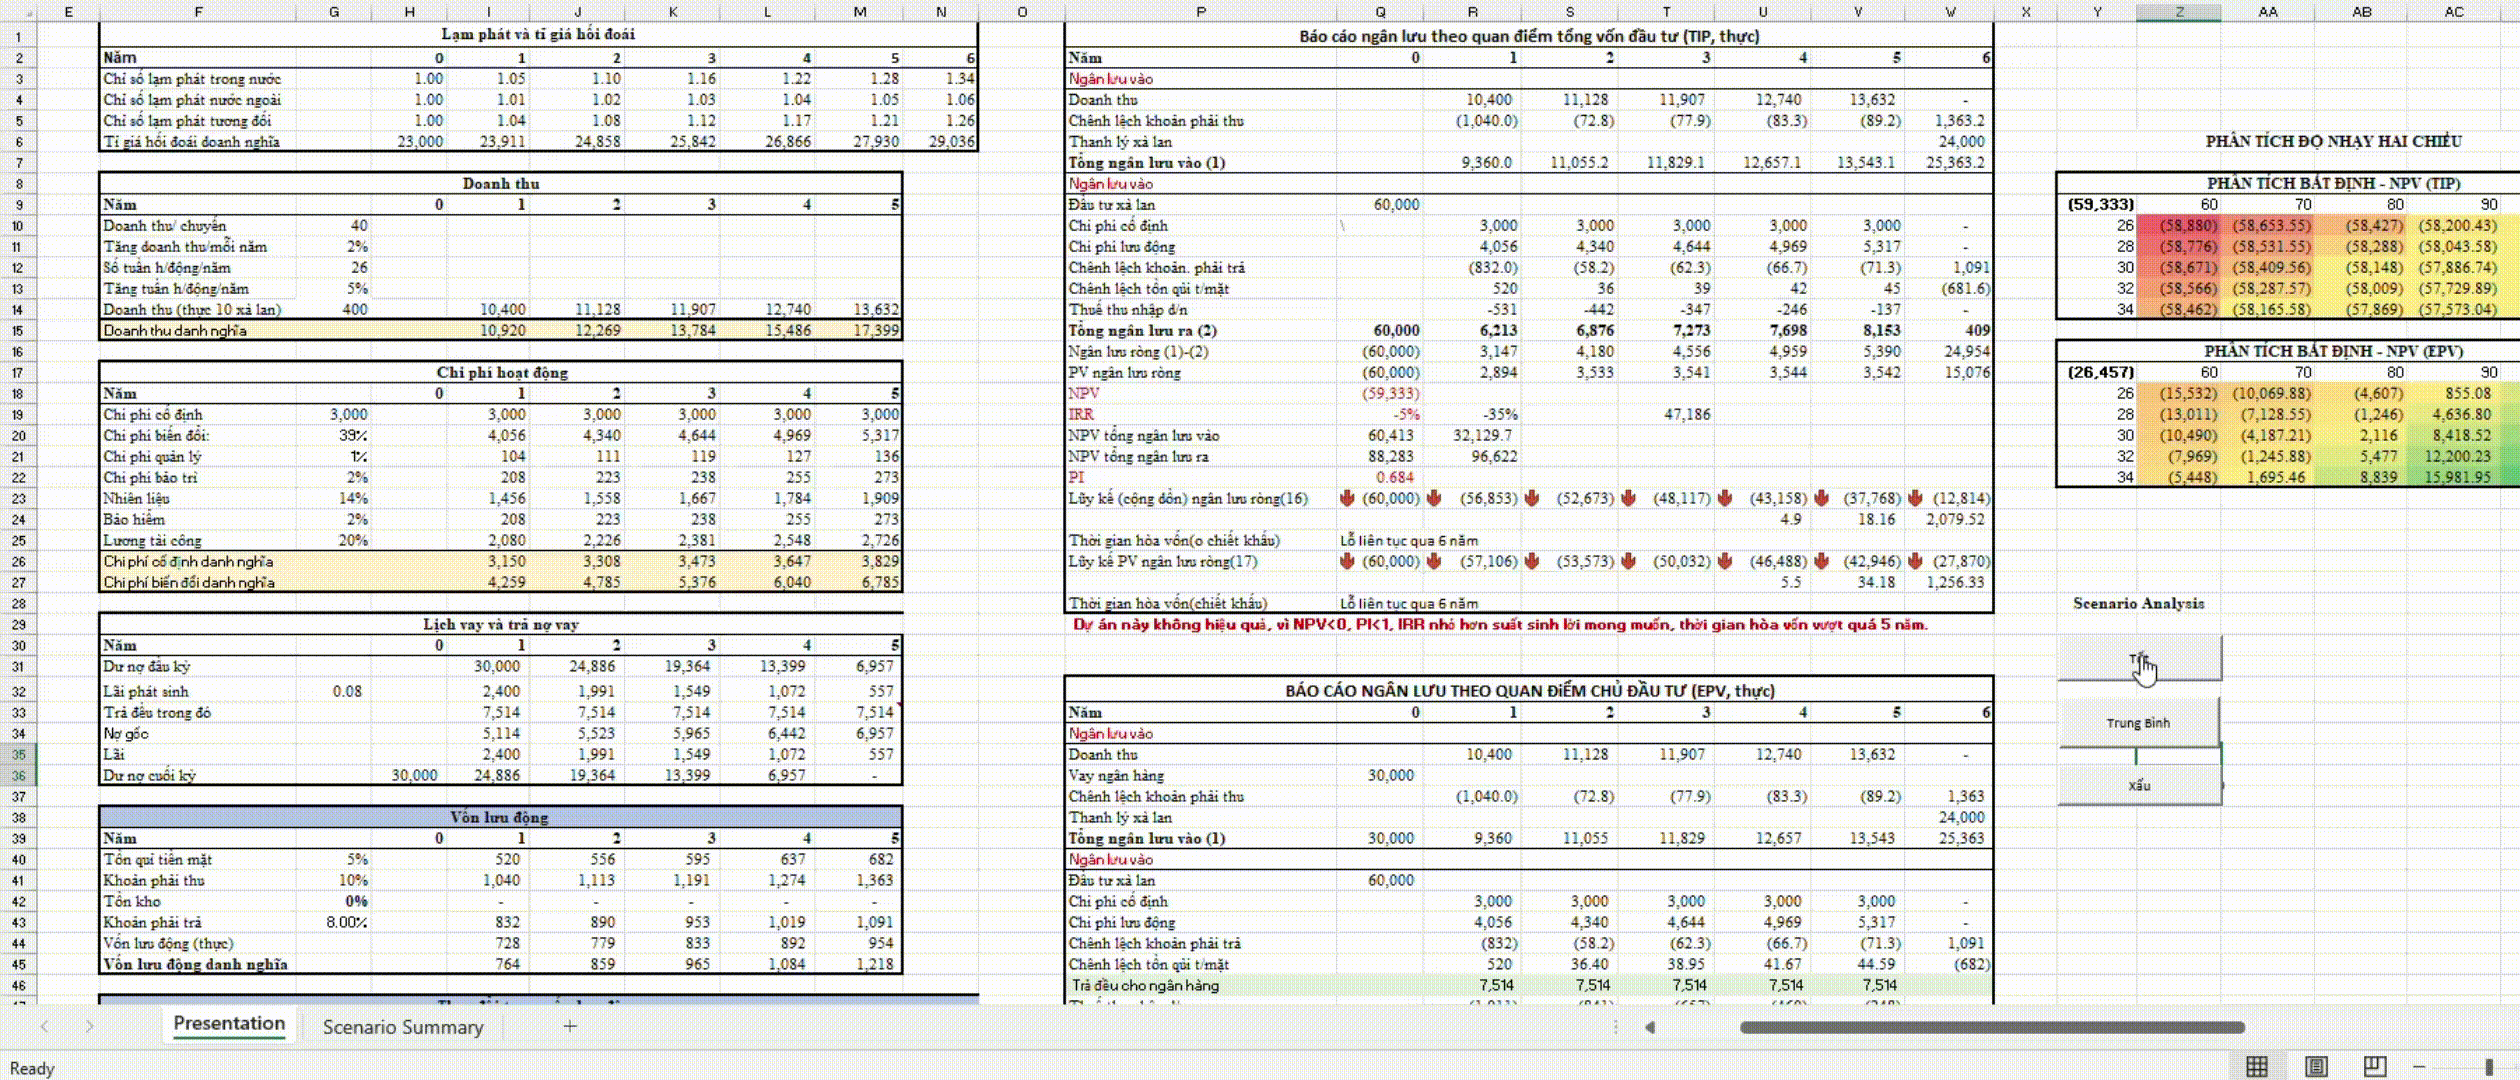 E F G H I J K L M N O P Q R S T U V W X Y Z AA AB AC
1 Lạm phát và tỉ giá hối đoái
2 Năm 0 1 2 3 4 5 6
3 Chỉ số lạm phát trong nước 1.00 1.05 1.10 1.16 1.22 1.28 1.34
4 Chỉ số lạm phát nước ngoài 1.00 1.01 1.02 1.03 1.04 1.05 1.06
5 Chỉ số lạm phát tương đối 1.00 1.04 1.08 1.12 1.17 1.21 1.26
6 Tỉ giá hối đoái doanh nghĩa 23,000 23,911 24,858 25,842 26,866 27,930 29,036
7
8 Doanh thu
9 Năm 0 1 2 3 4 5
10 Doanh thu/ chuyến 40
11 Tăng doanh thu/mỗi năm 2%
12 Số tuần h/động/năm 26
13 Tăng tuần h/động/năm 5%
14 Doanh thu (thực 10 xà lan) 400 10,400 11,128 11,907 12,740 13,632
15 Doanh thu danh nghĩa 10,920 12,269 13,784 15,486 17,399
16
17 Chi phí hoạt động
18 Năm 0 1 2 3 4 5
19 Chi phí cố định 3,000 3,000 3,000 3,000 3,000 3,000
20 Chi phí biến đổi: 39% 4,056 4,340 4,644 4,969 5,317
21 Chi phí quản lý 1% 104 111 119 127 136
22 Chi phí bảo trì 2% 208 223 238 255 273
23 Nhiên liệu 14% 1,456 1,558 1,667 1,784 1,909
24 Bảo hiểm 2% 208 223 238 255 273
25 Lương tài công 20% 2,080 2,226 2,381 2,548 2,726
26 Chi phí cố định danh nghĩa 3,150 3,308 3,473 3,647 3,829
27 Chi phí biến đổi danh nghĩa 4,259 4,785 5,376 6,040 6,785
28
29 Lịch vay và trả nợ vay
30 Năm 0 1 2 3 4 5
31 Dư nợ đầu kỳ 30,000 24,886 19,364 13,399 6,957
32 Lãi phát sinh 0.08 2,400 1,991 1,549 1,072 557
33 Trả đều trong đó 7,514 7,514 7,514 7,514 7,514
34 Nợ gốc 5,114 5,523 5,965 6,442 6,957
35 Lãi 2,400 1,991 1,549 1,072 557
36 Dư nợ cuối kỳ 30,000 24,886 19,364 13,399 6,957 -
37
38 Vốn lưu động
39 Năm 0 1 2 3 4 5
40 Tồn quĩ tiền mặt 5% 520 556 595 637 682
41 Khoản phải thu 10% 1,040 1,113 1,191 1,274 1,363
42 Tồn kho 0% - - - - -
43 Khoản phải trả 8.00% 832 890 953 1,019 1,091
44 Vốn lưu động (thực) 728 779 833 892 954
45 Vốn lưu động danh nghĩa 764 859 965 1,084 1,218
46
Báo cáo ngân lưu theo quan điểm tổng vốn đầu tư (TIP, thực)
Năm 0 1 2 3 4 5 6
Ngân lưu vào
Doanh thu 10,400 11,128 11,907 12,740 13,632 -
Chênh lệch khoản phải thu (1,040.0) (72.8) (77.9) (83.3) (89.2) 1,363.2
Thanh lý xà lan 24,000
Tổng ngân lưu vào (1) 9,360.0 11,055.2 11,829.1 12,657.1 13,543.1 25,363.2
Ngân lưu vào
Đầu tư xà lan 60,000
Chi phí cố định \ 3,000 3,000 3,000 3,000 3,000 -
Chi phí lưu động 4,056 4,340 4,644 4,969 5,317 -
Chênh lệch khoản. phải trả (832.0) (58.2) (62.3) (66.7) (71.3) 1,091
Chênh lệch tồn qũi t/mặt 520 36 39 42 45 (681.6)
Thuế thu nhập d/n -531 -442 -347 -246 -137 -
Tổng ngân lưu ra (2) 60,000 6,213 6,876 7,273 7,698 8,153 409
Ngân lưu ròng (1)-(2) (60,000) 3,147 4,180 4,556 4,959 5,390 24,954
PV ngân lưu ròng (60,000) 2,894 3,533 3,541 3,544 3,542 15,076
NPV (59,333)
IRR -5% -35% 47,186
NPV tổng ngân lưu vào 60,413 32,129.7
NPV tổng ngân lưu ra 88,283 96,622
PI 0.684
Lũy kế (cộng dồn) ngân lưu ròng(16) (60,000) (56,853) (52,673) (48,117) (43,158) (37,768) (12,814)
4.9 18.16 2,079.52
Thời gian hòa vốn(o chiết khấu) Lỗ liên tục qua 6 năm
Lũy kế PV ngân lưu ròng(17) (60,000) (57,106) (53,573) (50,032) (46,488) (42,946) (27,870)
5.5 34.18 1,256.33
Thời gian hòa vốn(chiết khấu) Lỗ liên tục qua 6 năm
Dự án này không hiệu quả, vì NPV<0, PI<1, IRR nhỏ hơn suất sinh lời mong muốn, thời gian hòa vốn vượt quá 5 năm.
BÁO CÁO NGÂN LƯU THEO QUAN ĐiỂM CHỦ ĐẦU TƯ (EPV, thực)
Năm 0 1 2 3 4 5 6
Ngân lưu vào
Doanh thu 10,400 11,128 11,907 12,740 13,632 -
Vay ngân hàng 30,000
Chênh lệch khoản phải thu (1,040.0) (72.8) (77.9) (83.3) (89.2) 1,363
Thanh lý xà lan 24,000
Tổng ngân lưu vào (1) 30,000 9,360 11,055 11,829 12,657 13,543 25,363
Ngân lưu vào
Đầu tư xà lan 60,000
Chi phí cố định 3,000 3,000 3,000 3,000 3,000 -
Chi phí lưu động 4,056 4,340 4,644 4,969 5,317 -
Chênh lệch khoản phải trả (832) (58.2) (62.3) (66.7) (71.3) 1,091
Chênh lệch tồn qũi t/mặt 520 36.40 38.95 41.67 44.59 (682)
Trả đều cho ngân hàng 7,514 7,514 7,514 7,514 7,514
PHÂN TÍCH ĐỘ NHẠY HAI CHIỀU
PHÂN TÍCH BẤT ĐỊNH - NPV (TIP)
(59,333) 60 70 80 90
26 (58,880) (58,653.55) (58,427) (58,200.43)
28 (58,776) (58,531.55) (58,288) (58,043.58)
30 (58,671) (58,409.56) (58,148) (57,886.74)
32 (58,566) (58,287.57) (58,009) (57,729.89)
34 (58,462) (58,165.58) (57,869) (57,573.04)
PHÂN TÍCH BẤT ĐỊNH - NPV (EPV)
(26,457) 60 70 80 90
26 (15,532) (10,069.88) (4,607) 855.08
28 (13,011) (7,128.55) (1,246) 4,636.80
30 (10,490) (4,187.21) 2,116 8,418.52
32 (7,969) (1,245.88) 5,477 12,200.23
34 (5,448) 1,695.46 8,839 15,981.95
Scenario Analysis
Trung Bình
Xấu
Presentation Scenario Summary +
Ready